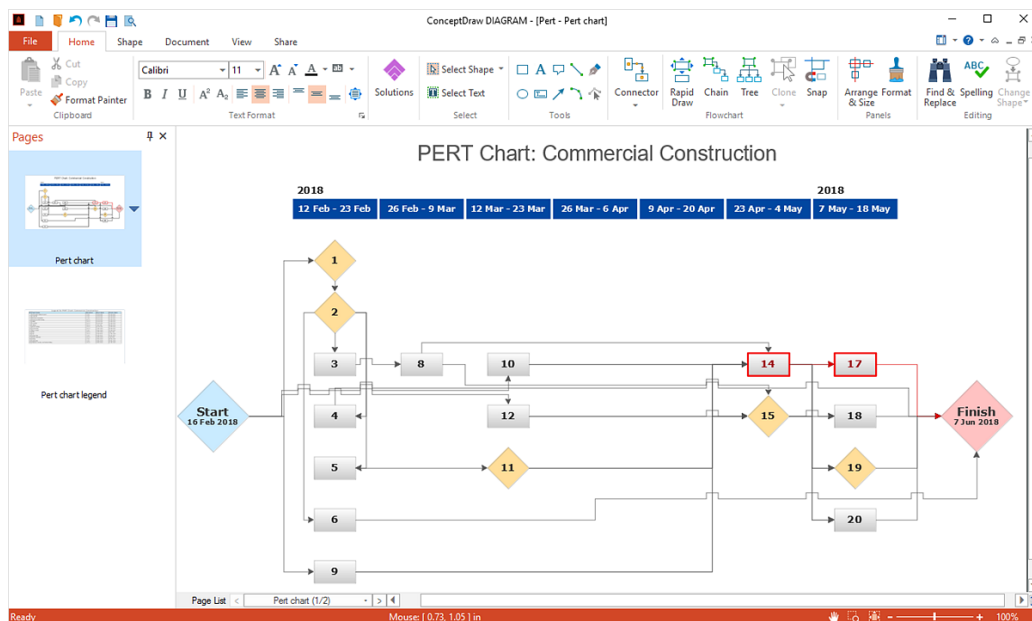 ConceptDraw DIAGRAM - [Pert - Pert chart]
File Home Shape Document View Share
Paste
Cut
Copy
Format Painter
Clipboard
Calibri 11
B I U
Text Format
Solutions
Select Shape
Select Text
Select
Tools
Connector
Rapid Draw
Chain
Tree
Clone
Snap
Flowchart
Arrange & Size
Format
Panels
Find & Replace
Spelling
Change Shape
Editing
Pages
Pert chart
Pert chart legend
PERT Chart: Commercial Construction
2018 2018
12 Feb - 23 Feb 26 Feb - 9 Mar 12 Mar - 23 Mar 26 Mar - 6 Apr 9 Apr - 20 Apr 23 Apr - 4 May 7 May - 18 May
1
2
3 8 10 14 17
Start
16 Feb 2018
4 12 15 18
Finish
7 Jun 2018
5 11 19
6 20
9
Page List Pert chart (1/2)
Ready Mouse: [ 0.73, 1.05 ] in 100%